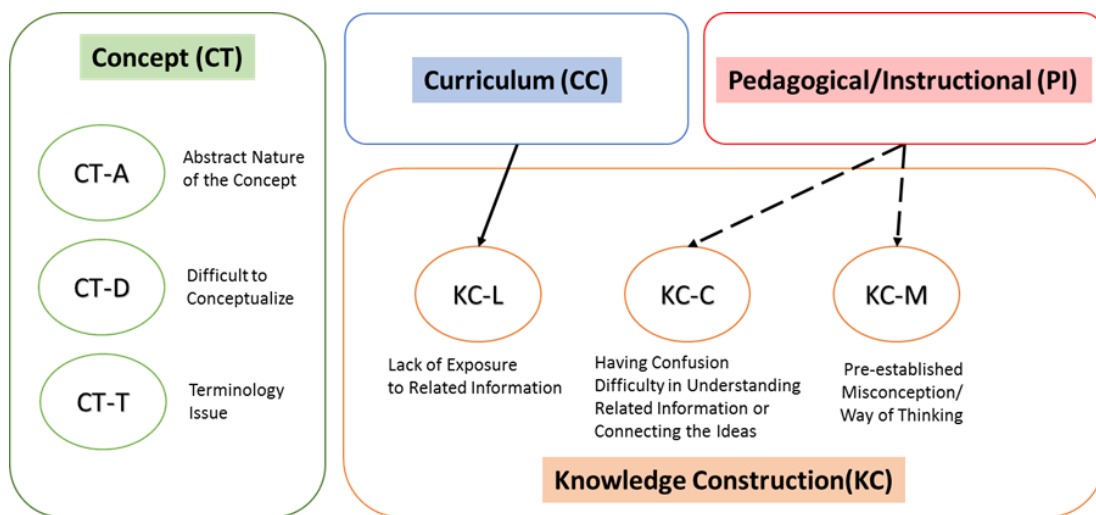 Concept (CT)
CT-A
Abstract Nature
of the Concept
CT-D
Difficult to
Conceptualize
CT-T
Terminology
Issue
Curriculum (CC)
Pedagogical/Instructional (PI)
KC-L
Lack of Exposure
to Related Information
KC-C
Having Confusion
Difficulty in Understanding
Related Information or
Connecting the Ideas
KC-M
Pre-established
Misconception/
Way of Thinking
Knowledge Construction(KC)